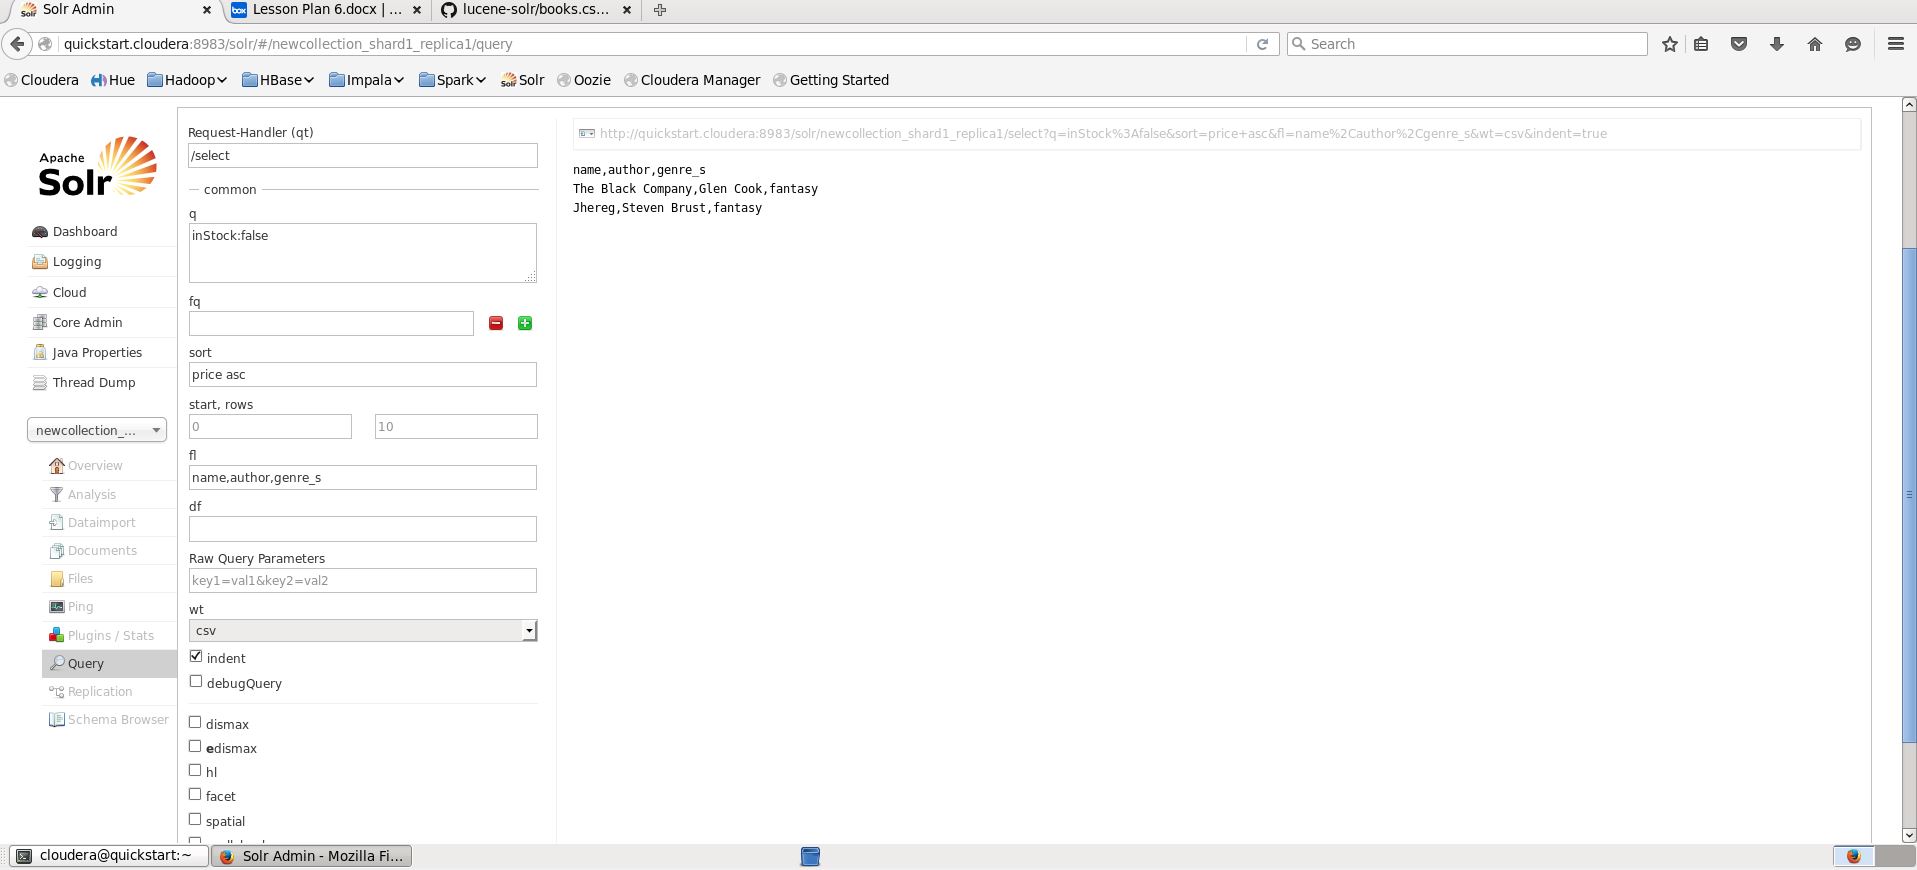 Solr Admin
Lesson Plan 6.docx | ...
lucene-solr/books.cs...
quickstart.cloudera:8983/solr/#/newcollection_shard1_replica1/query
Search
Cloudera
Hue
Hadoop
HBase
Impala
Spark
Solr
Oozie
Cloudera Manager
Getting Started
Apache
Solr
Dashboard
Logging
Cloud
Core Admin
Java Properties
Thread Dump
newcollection_...
Overview
Analysis
Dataimport
Documents
Files
Ping
Plugins / Stats
Query
Replication
Schema Browser
Request-Handler (qt)
/select
common
q
inStock:false
fq
sort
price asc
start, rows
0
10
fl
name,author,genre_s
df
Raw Query Parameters
key1=val1&key2=val2
wt
csv
indent
debugQuery
dismax
edismax
hl
facet
spatial
http://quickstart.cloudera:8983/solr/newcollection_shard1_replica1/select?q=inStock%3Afalse&sort=price+asc&fl=name%2Cauthor%2Cgenre_s&wt=csv&indent=true
name,author,genre_s
The Black Company,Glen Cook,fantasy
Jhereg,Steven Brust,fantasy
cloudera@quickstart:~
Solr Admin - Mozilla Fi...